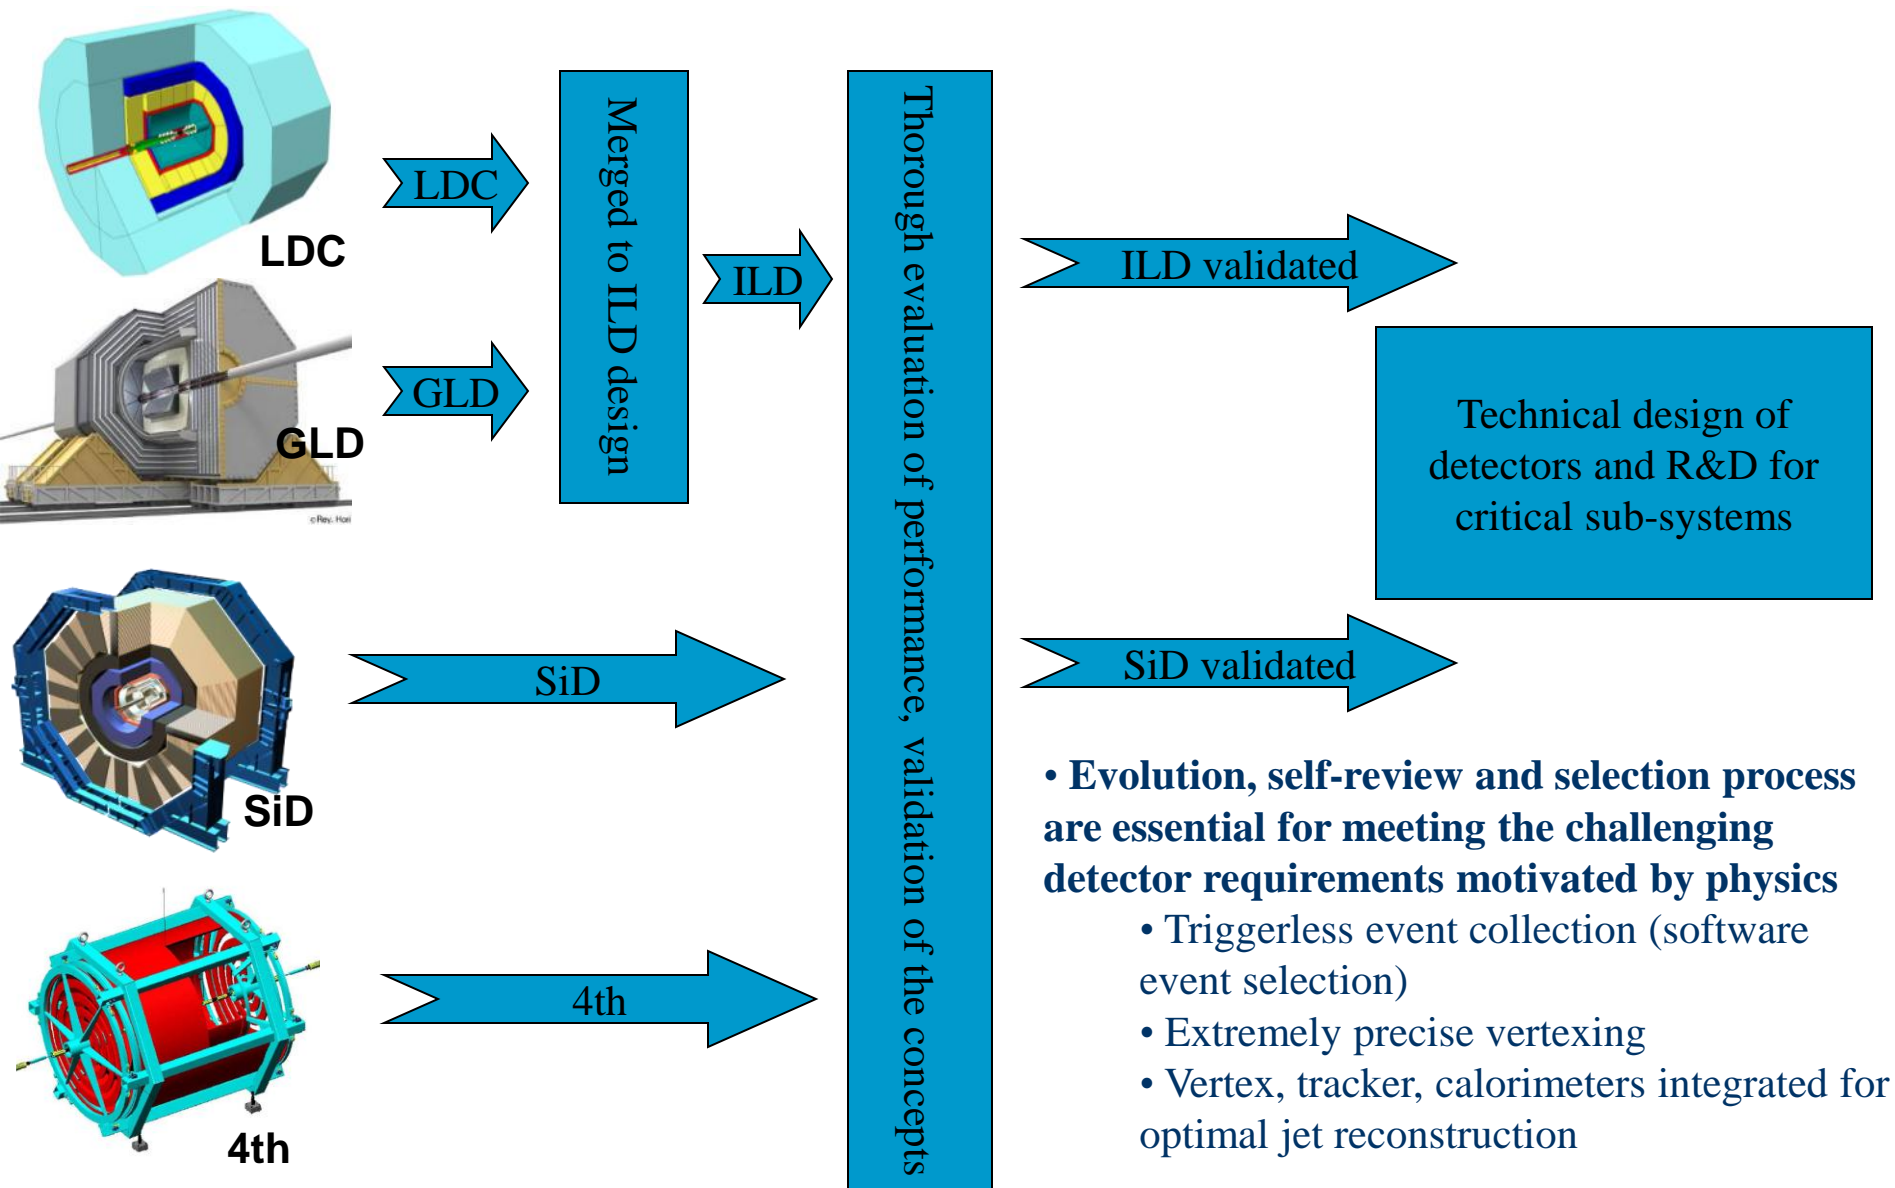 LDC
GLD
©Rey. Hori
SiD
4th
LDC
GLD
SiD
4th
Merged to ILD design
ILD
Thorough evaluation of performance, validation of the concepts
ILD validated
Technical design of
detectors and R&D for
critical sub-systems
SiD validated
• Evolution, self-review and selection process
are essential for meeting the challenging
detector requirements motivated by physics
• Triggerless event collection (software
event selection)
• Extremely precise vertexing
• Vertex, tracker, calorimeters integrated for
optimal jet reconstruction